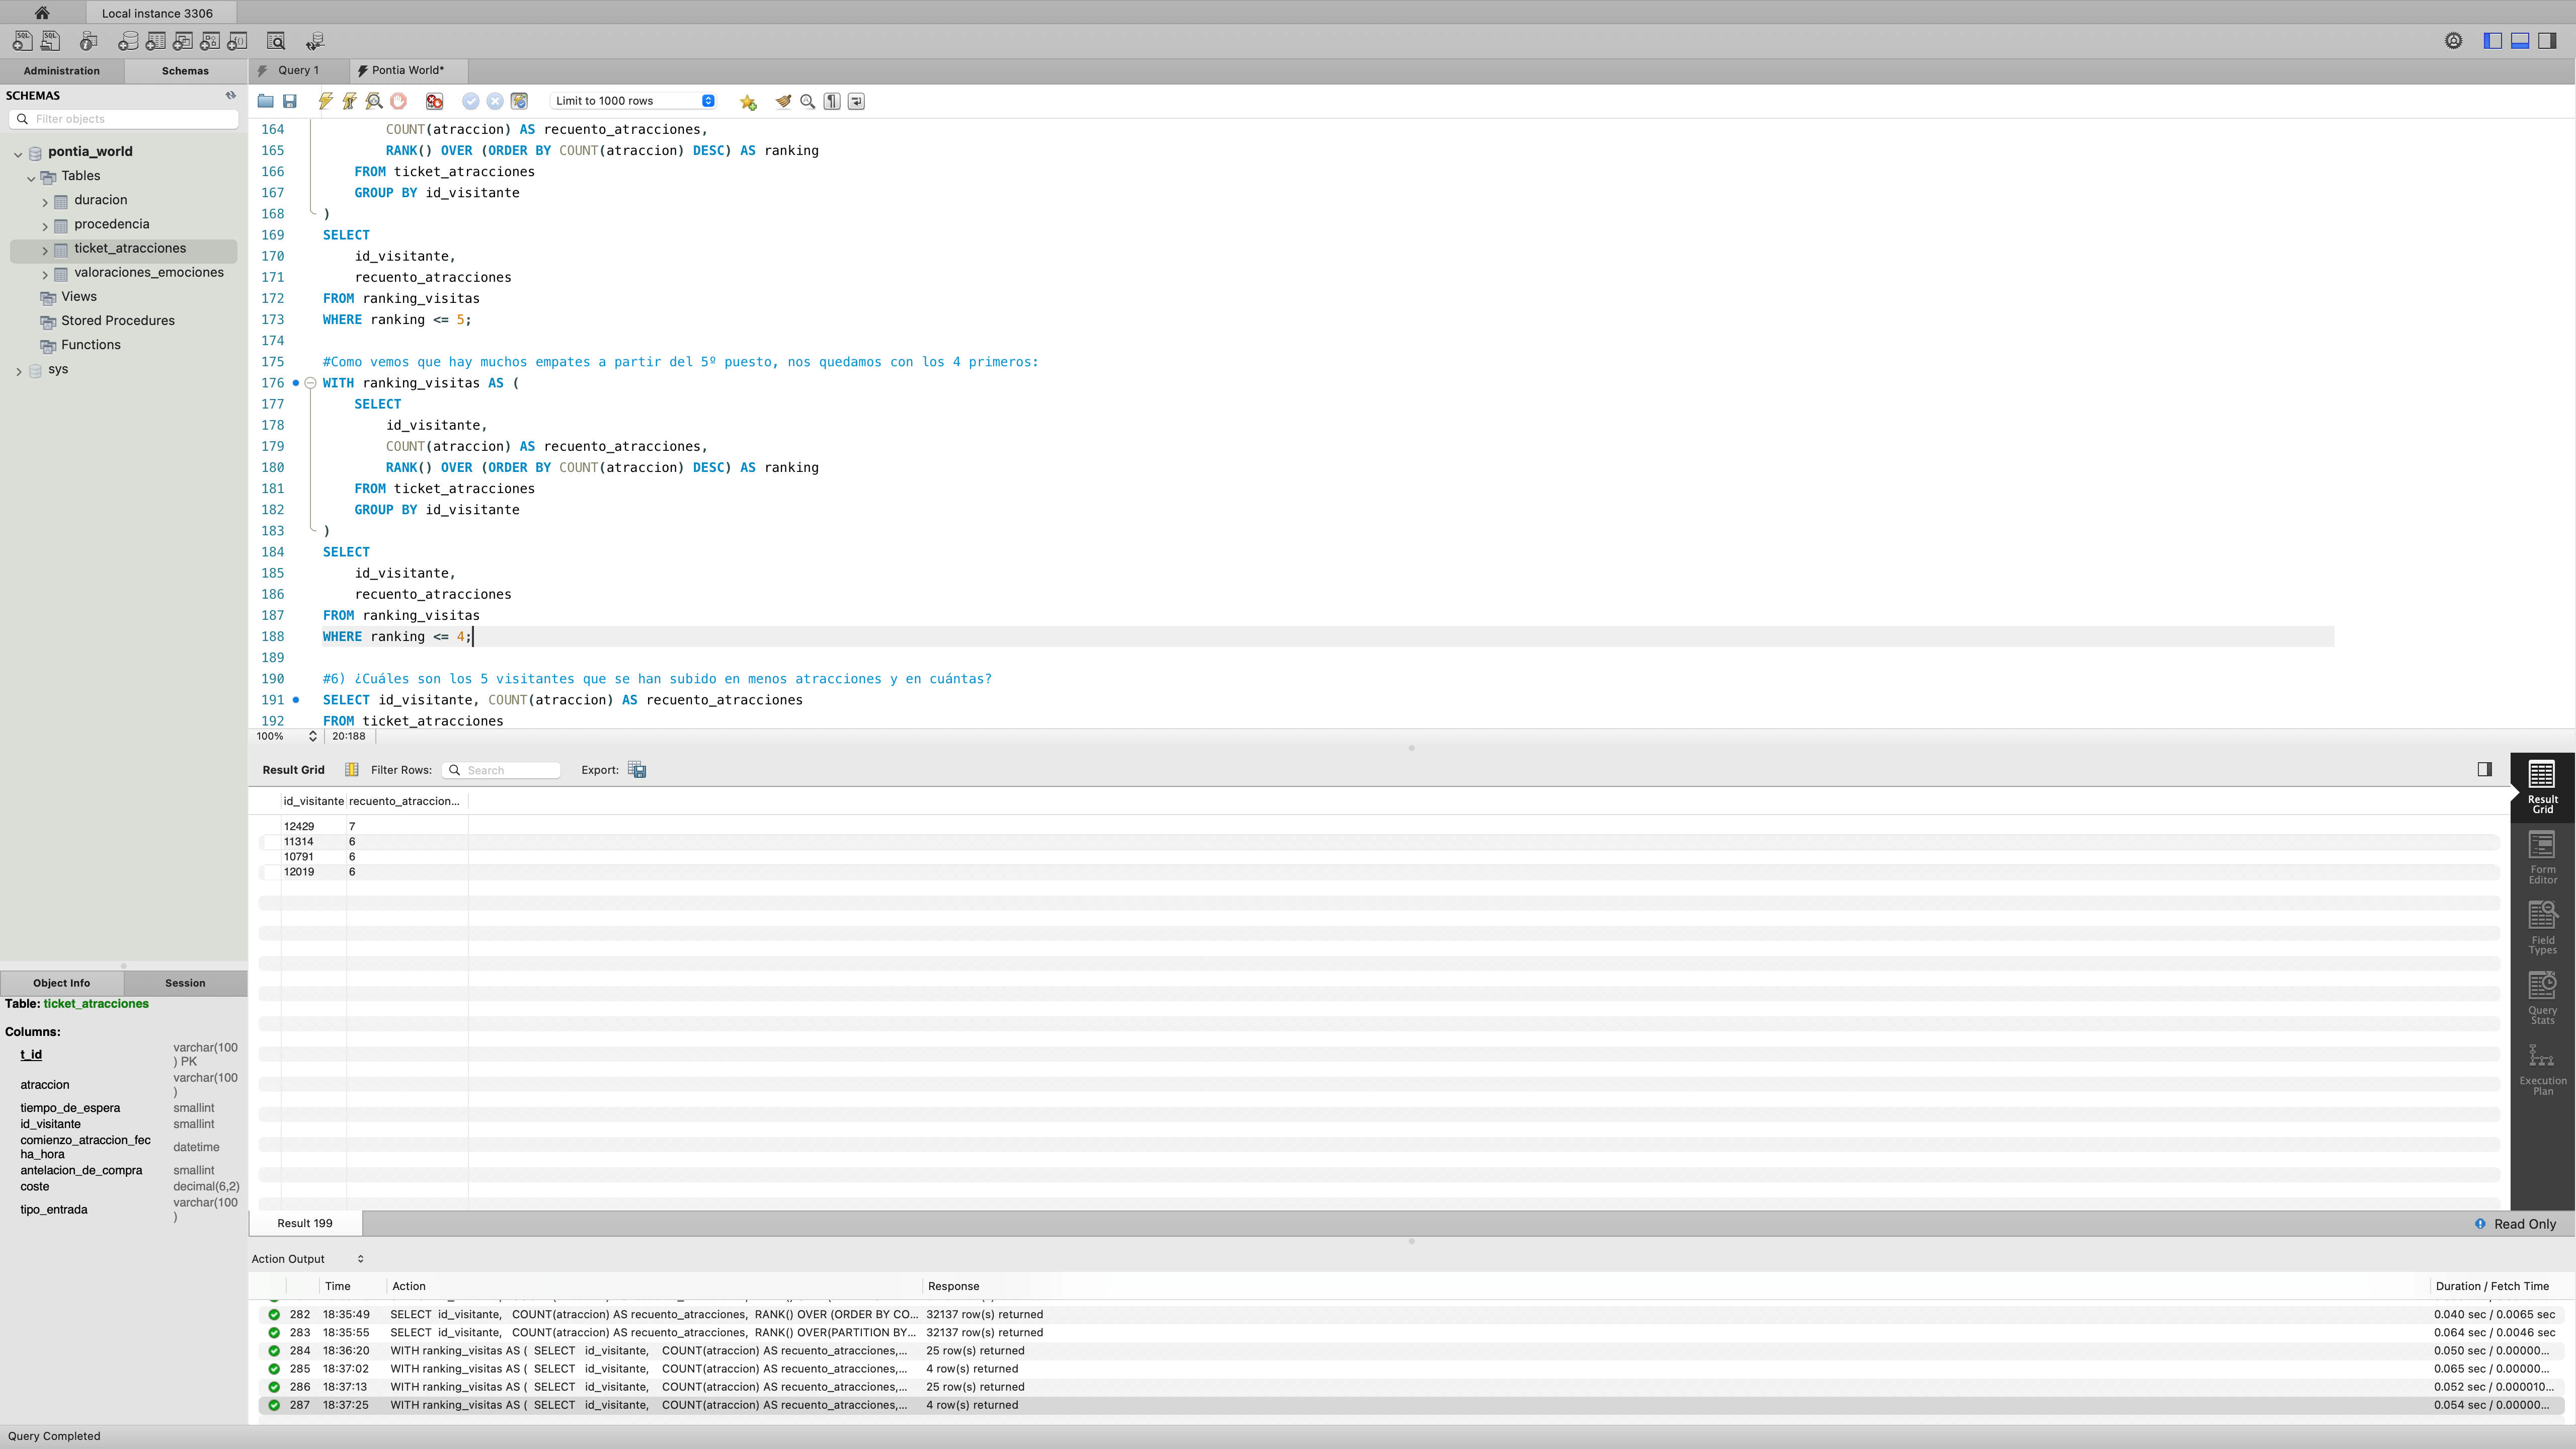 Local instance 3306
Administration
Schemas
Query 1
Pontia World*
SCHEMAS
Filter objects
pontia_world
Tables
duracion
procedencia
ticket_atracciones
valoraciones_emociones
Views
Stored Procedures
Functions
sys
Limit to 1000 rows
164 COUNT(atraccion) AS recuento_atracciones,
165 RANK() OVER (ORDER BY COUNT(atraccion) DESC) AS ranking
166 FROM ticket_atracciones
167 GROUP BY id_visitante
168 )
169 SELECT
170 id_visitante,
171 recuento_atracciones
172 FROM ranking_visitas
173 WHERE ranking <= 5;
174
175 #Como vemos que hay muchos empates a partir del 5º puesto, nos quedamos con los 4 primeros:
176 WITH ranking_visitas AS (
177 SELECT
178 id_visitante,
179 COUNT(atraccion) AS recuento_atracciones,
180 RANK() OVER (ORDER BY COUNT(atraccion) DESC) AS ranking
181 FROM ticket_atracciones
182 GROUP BY id_visitante
183 )
184 SELECT
185 id_visitante,
186 recuento_atracciones
187 FROM ranking_visitas
188 WHERE ranking <= 4;
189
190 #6) ¿Cuáles son los 5 visitantes que se han subido en menos atracciones y en cuántas?
191 SELECT id_visitante, COUNT(atraccion) AS recuento_atracciones
192 FROM ticket_atracciones
100% 20:188
Result Grid Filter Rows: Search Export:
id_visitante recuento_atraccion...
12429 7
11314 6
10791 6
12019 6
Result Grid
Form Editor
Field Types
Query Stats
Execution Plan
Object Info
Session
Table: ticket_atracciones
Columns:
t_id varchar(100) PK
atraccion varchar(100)
tiempo_de_espera smallint
id_visitante smallint
comienzo_atraccion_fecha_hora datetime
antelacion_de_compra smallint
coste decimal(6,2)
tipo_entrada varchar(100)
Result 199
Read Only
Action Output
Time Action Response Duration / Fetch Time
282 18:35:49 SELECT id_visitante, COUNT(atraccion) AS recuento_atracciones, RANK() OVER (ORDER BY CO... 32137 row(s) returned 0.040 sec / 0.0065 sec
283 18:35:55 SELECT id_visitante, COUNT(atraccion) AS recuento_atracciones, RANK() OVER(PARTITION BY... 32137 row(s) returned 0.064 sec / 0.0046 sec
284 18:36:20 WITH ranking_visitas AS ( SELECT id_visitante, COUNT(atraccion) AS recuento_atracciones,... 25 row(s) returned 0.050 sec / 0.00000...
285 18:37:02 WITH ranking_visitas AS ( SELECT id_visitante, COUNT(atraccion) AS recuento_atracciones,... 4 row(s) returned 0.065 sec / 0.00000...
286 18:37:13 WITH ranking_visitas AS ( SELECT id_visitante, COUNT(atraccion) AS recuento_atracciones,... 25 row(s) returned 0.052 sec / 0.000010...
287 18:37:25 WITH ranking_visitas AS ( SELECT id_visitante, COUNT(atraccion) AS recuento_atracciones,... 4 row(s) returned 0.054 sec / 0.00000...
Query Completed